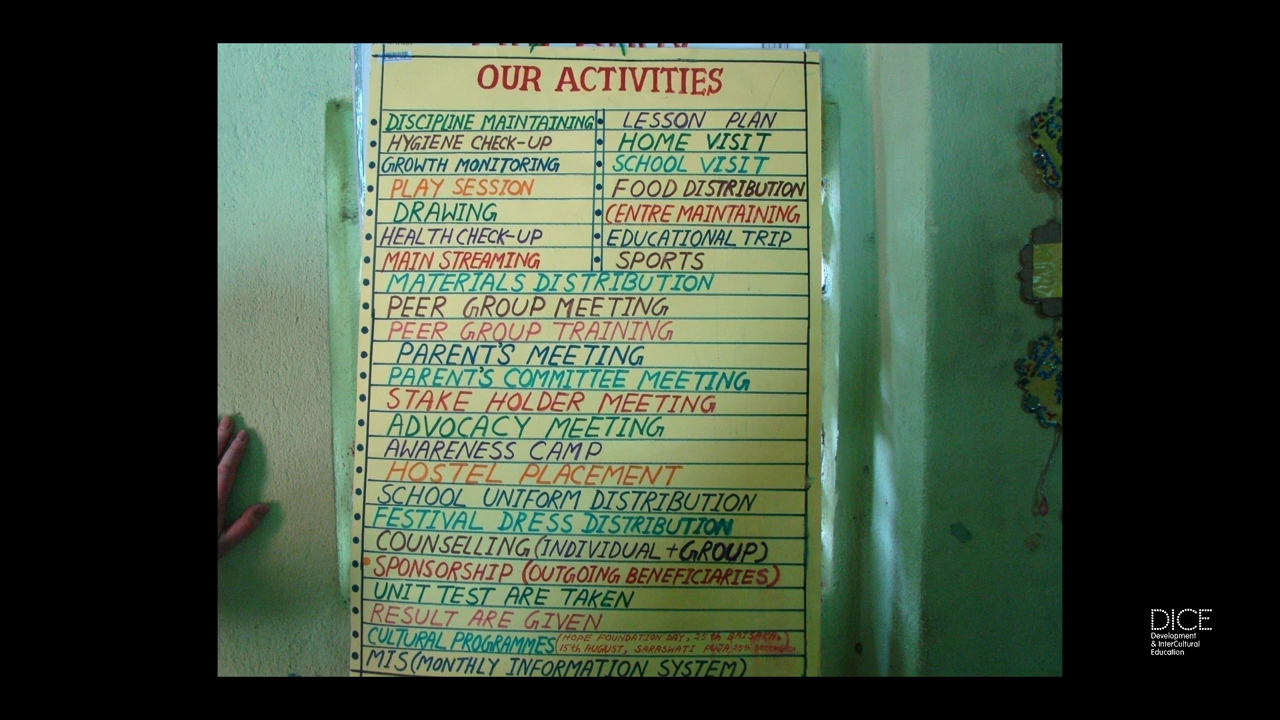 OUR ACTIVITIES
DISCIPLINE MAINTAINING
HYGIENE CHECK-UP
GROWTH MONITORING
PLAY SESSION
DRAWING
HEALTH CHECK-UP
MAIN STREAMING
LESSON PLAN
HOME VISIT
SCHOOL VISIT
FOOD DISTRIBUTION
CENTRE MAINTAINING
EDUCATIONAL TRIP
SPORTS
MATERIALS DISTRIBUTION
PEER GROUP MEETING
PEER GROUP TRAINING
PARENT'S MEETING
PARENT'S COMMITTEE MEETING
STAKE HOLDER MEETING
ADVOCACY MEETING
AWARENESS CAMP
HOSTEL PLACEMENT
SCHOOL UNIFORM DISTRIBUTION
FESTIVAL DRESS DISTRIBUTION
COUNSELLING (INDIVIDUAL + GROUP)
SPONSORSHIP (OUTGOING BENEFICIARIES)
UNIT TEST ARE TAKEN
RESULT ARE GIVEN
CULTURAL PROGRAMMES (HOPE FOUNDATION DAY, 25th BAISAKH,
15th AUGUST, SARASWATI PUJA, 25th December)
MIS (MONTHLY INFORMATION SYSTEM)
DICE
Development
& InterCultural
Education